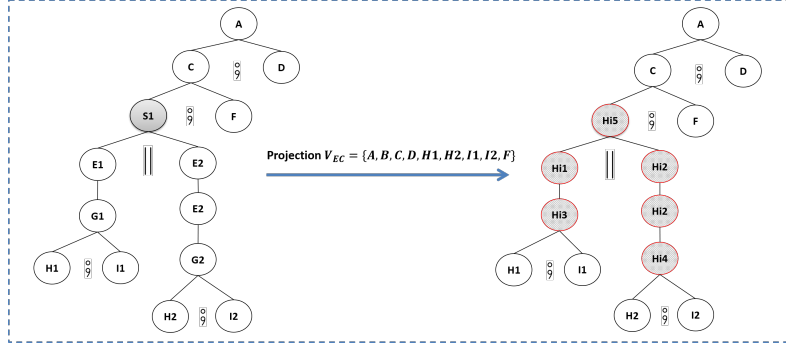 A
C
D
S1
F
E1
E2
G1
E2
H1
I1
G2
H2
I2
Projection V_EC = {A, B, C, D, H1, H2, I1, I2, F}
A
C
D
Hi5
F
Hi1
Hi2
Hi3
Hi2
H1
I1
Hi4
H2
I2